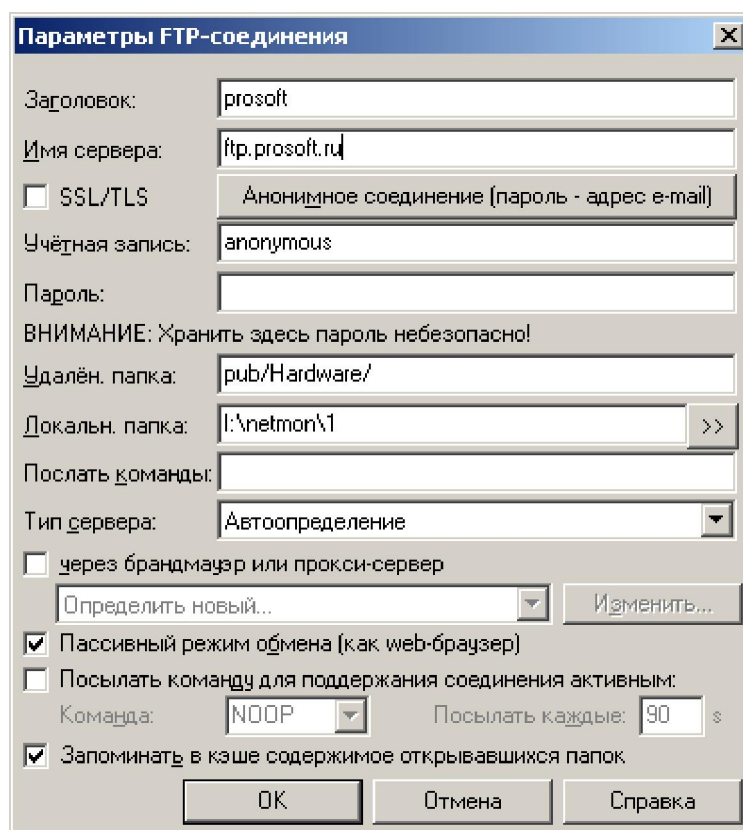 Параметры FTP-соединения
Заголовок: prosoft
Имя сервера: ftp.prosoft.ru
SSL/TLS Анонимное соединение (пароль - адрес e-mail)
Учётная запись: anonymous
Пароль:
ВНИМАНИЕ: Хранить здесь пароль небезопасно!
Удалён. папка: pub/Hardware/
Локальн. папка: I:\netmon\1 >>
Послать команды:
Тип сервера: Автоопределение
через брандмауэр или прокси-сервер
Определить новый... Изменить...
Пассивный режим обмена (как web-браузер)
Посылать команду для поддержания соединения активным:
Команда: NOOP Посылать каждые: 90 s
Запоминать в кэше содержимое открывавшихся папок
OK Отмена Справка